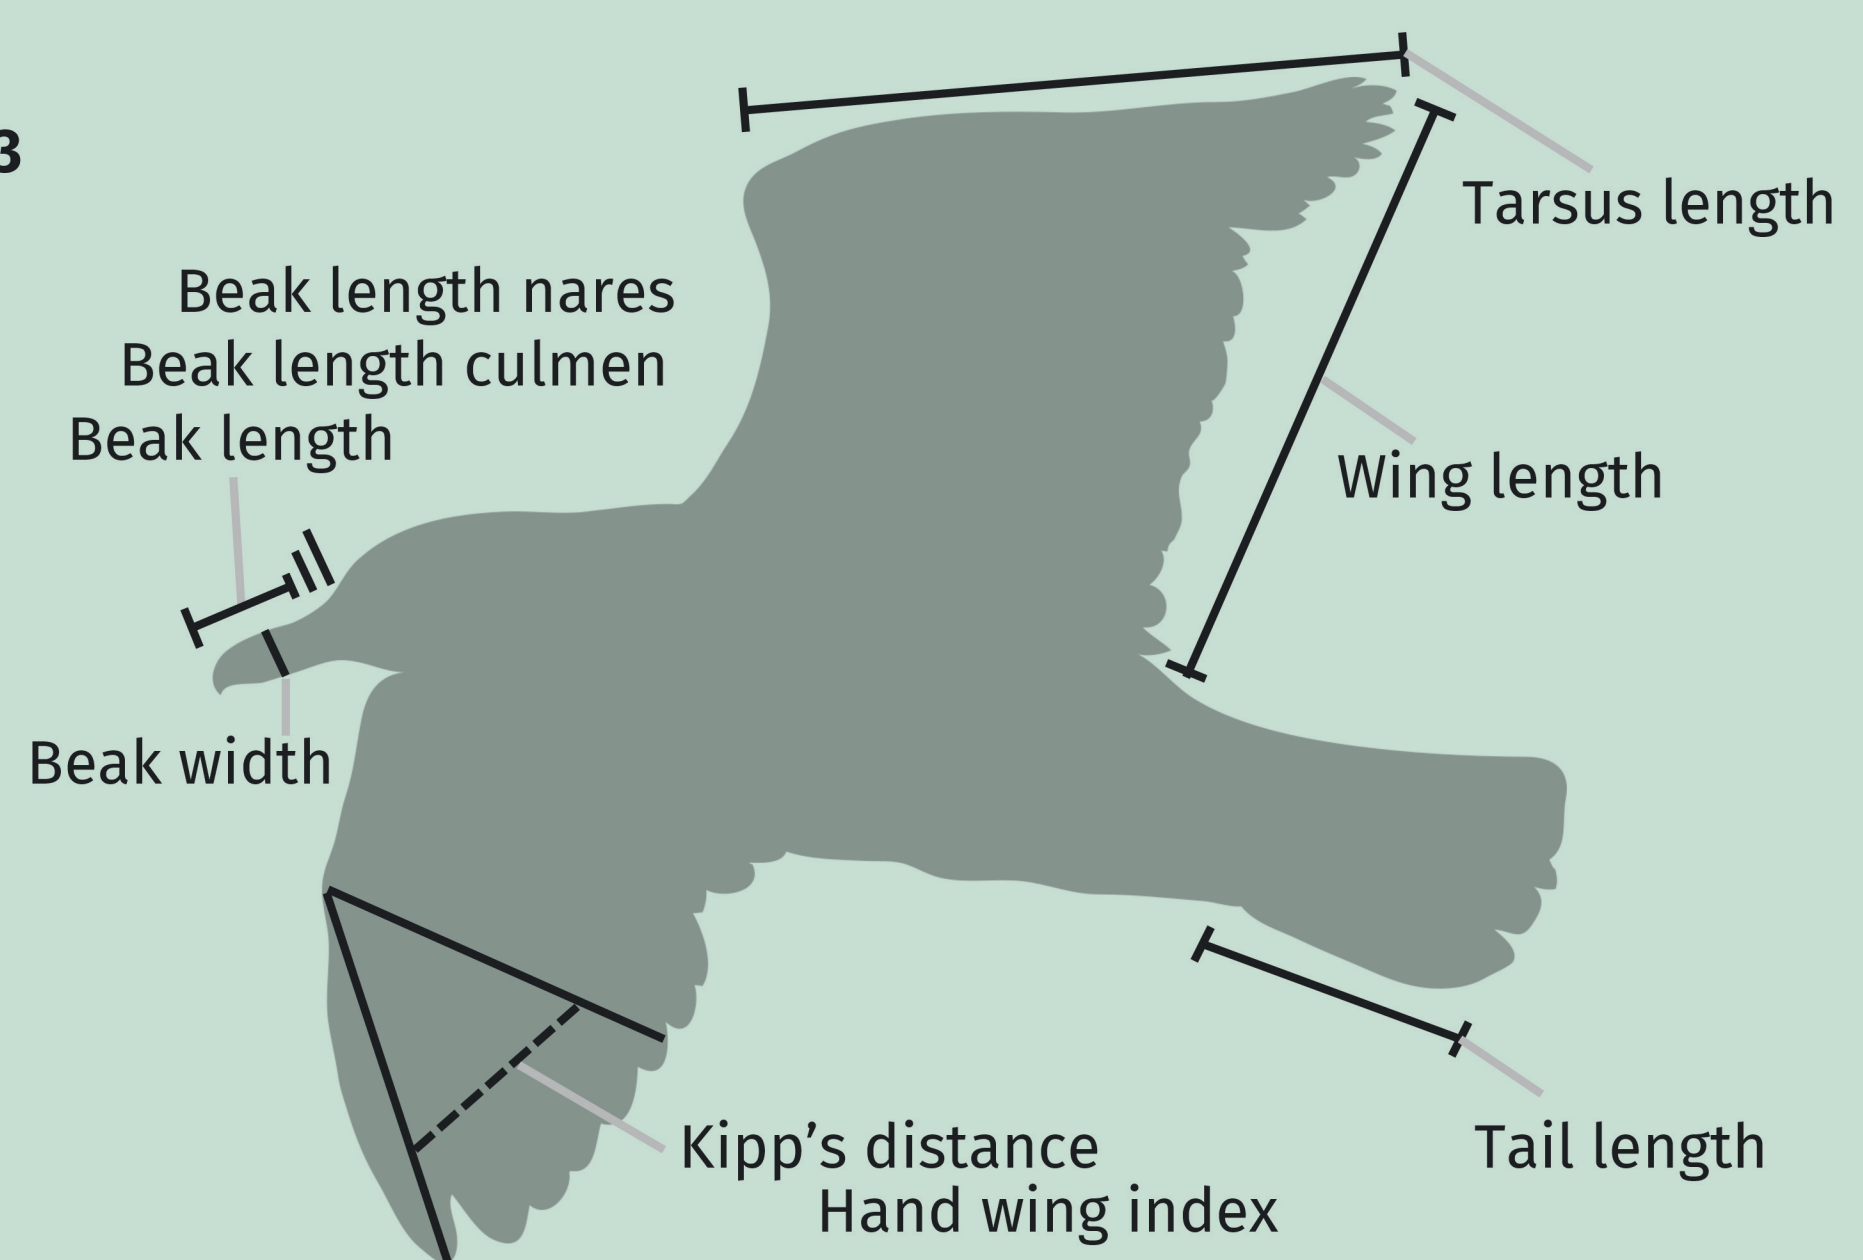 3
Tarsus length
Beak length nares
Beak length culmen
Beak length
Wing length
Beak width
Kipp’s distance
Hand wing index
Tail length